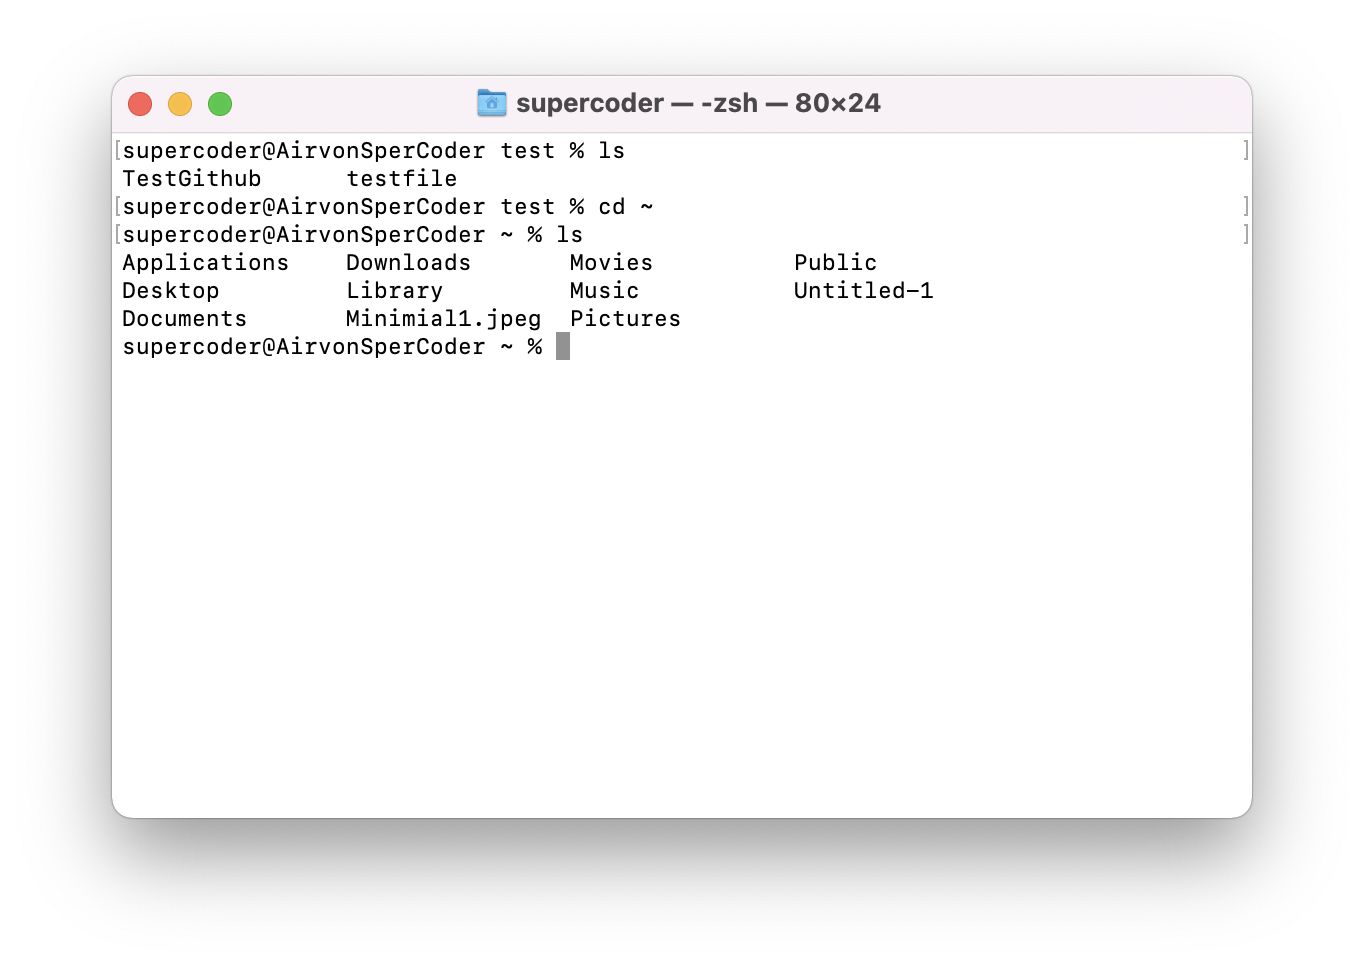 supercoder — -zsh — 80×24
[supercoder@AirvonSperCoder test % ls ]
TestGithub      testfile
[supercoder@AirvonSperCoder test % cd ~ ]
[supercoder@AirvonSperCoder ~ % ls ]
Applications    Downloads       Movies          Public
Desktop         Library         Music           Untitled-1
Documents       Minimial1.jpeg  Pictures
supercoder@AirvonSperCoder ~ %